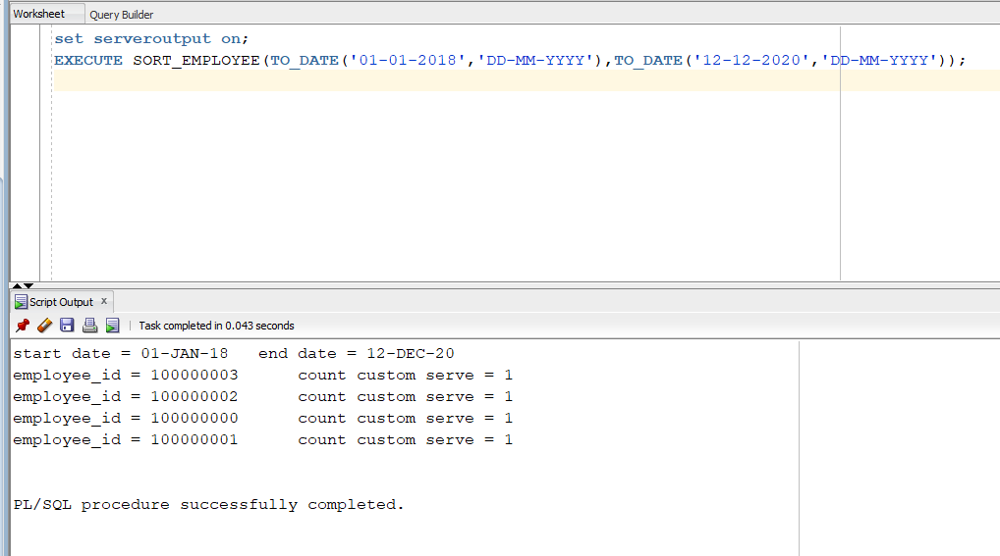 Worksheet Query Builder
set serveroutput on;
EXECUTE SORT_EMPLOYEE(TO_DATE('01-01-2018','DD-MM-YYYY'),TO_DATE('12-12-2020','DD-MM-YYYY'));
Script Output x
Task completed in 0.043 seconds
start date = 01-JAN-18   end date = 12-DEC-20
employee_id = 100000003      count custom serve = 1
employee_id = 100000002      count custom serve = 1
employee_id = 100000000      count custom serve = 1
employee_id = 100000001      count custom serve = 1
PL/SQL procedure successfully completed.